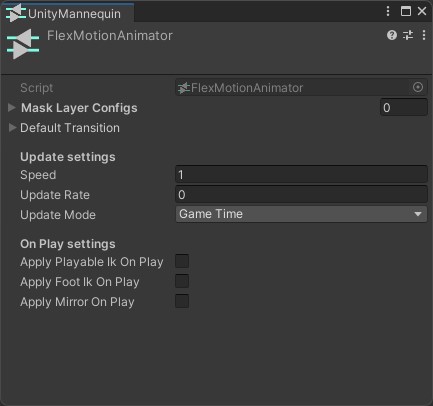 UnityMannequin
FlexMotionAnimator
Script
FlexMotionAnimator
Mask Layer Configs
0
Default Transition
Update settings
Speed
1
Update Rate
0
Update Mode
Game Time
On Play settings
Apply Playable Ik On Play
Apply Foot Ik On Play
Apply Mirror On Play